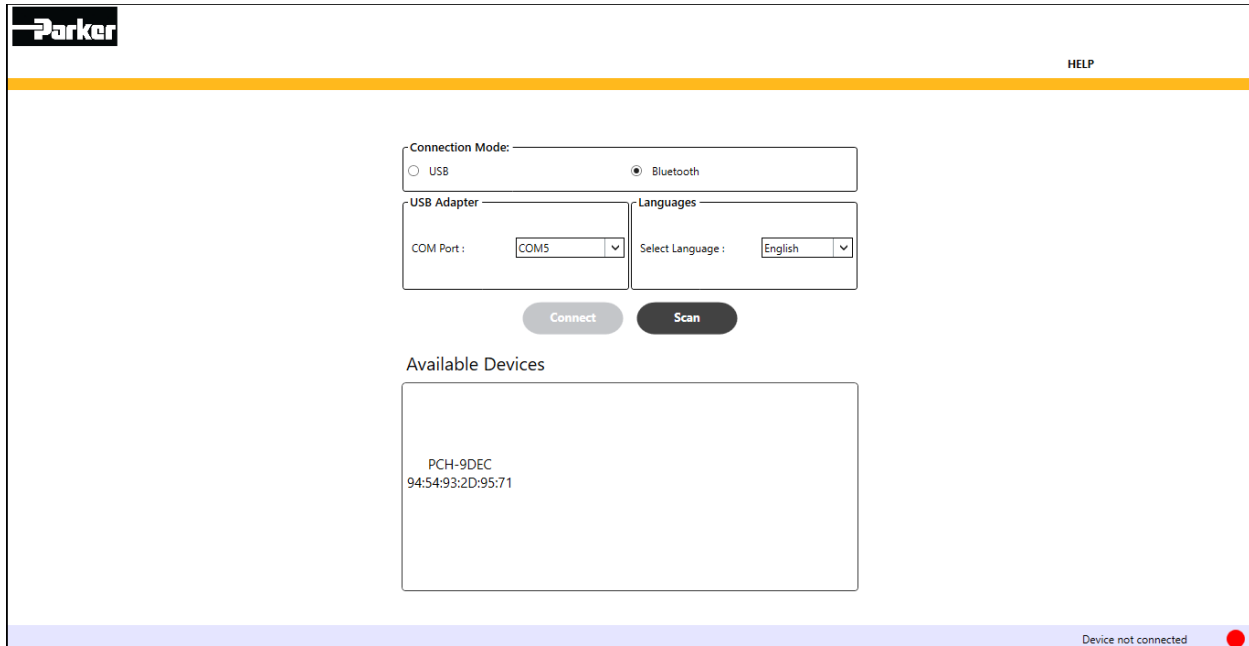 Parker
HELP
Connection Mode:
USB
Bluetooth
USB Adapter
Languages
COM Port :
COM5
Select Language :
English
Connect
Scan
Available Devices
PCH-9DEC
94:54:93:2D:95:71
Device not connected